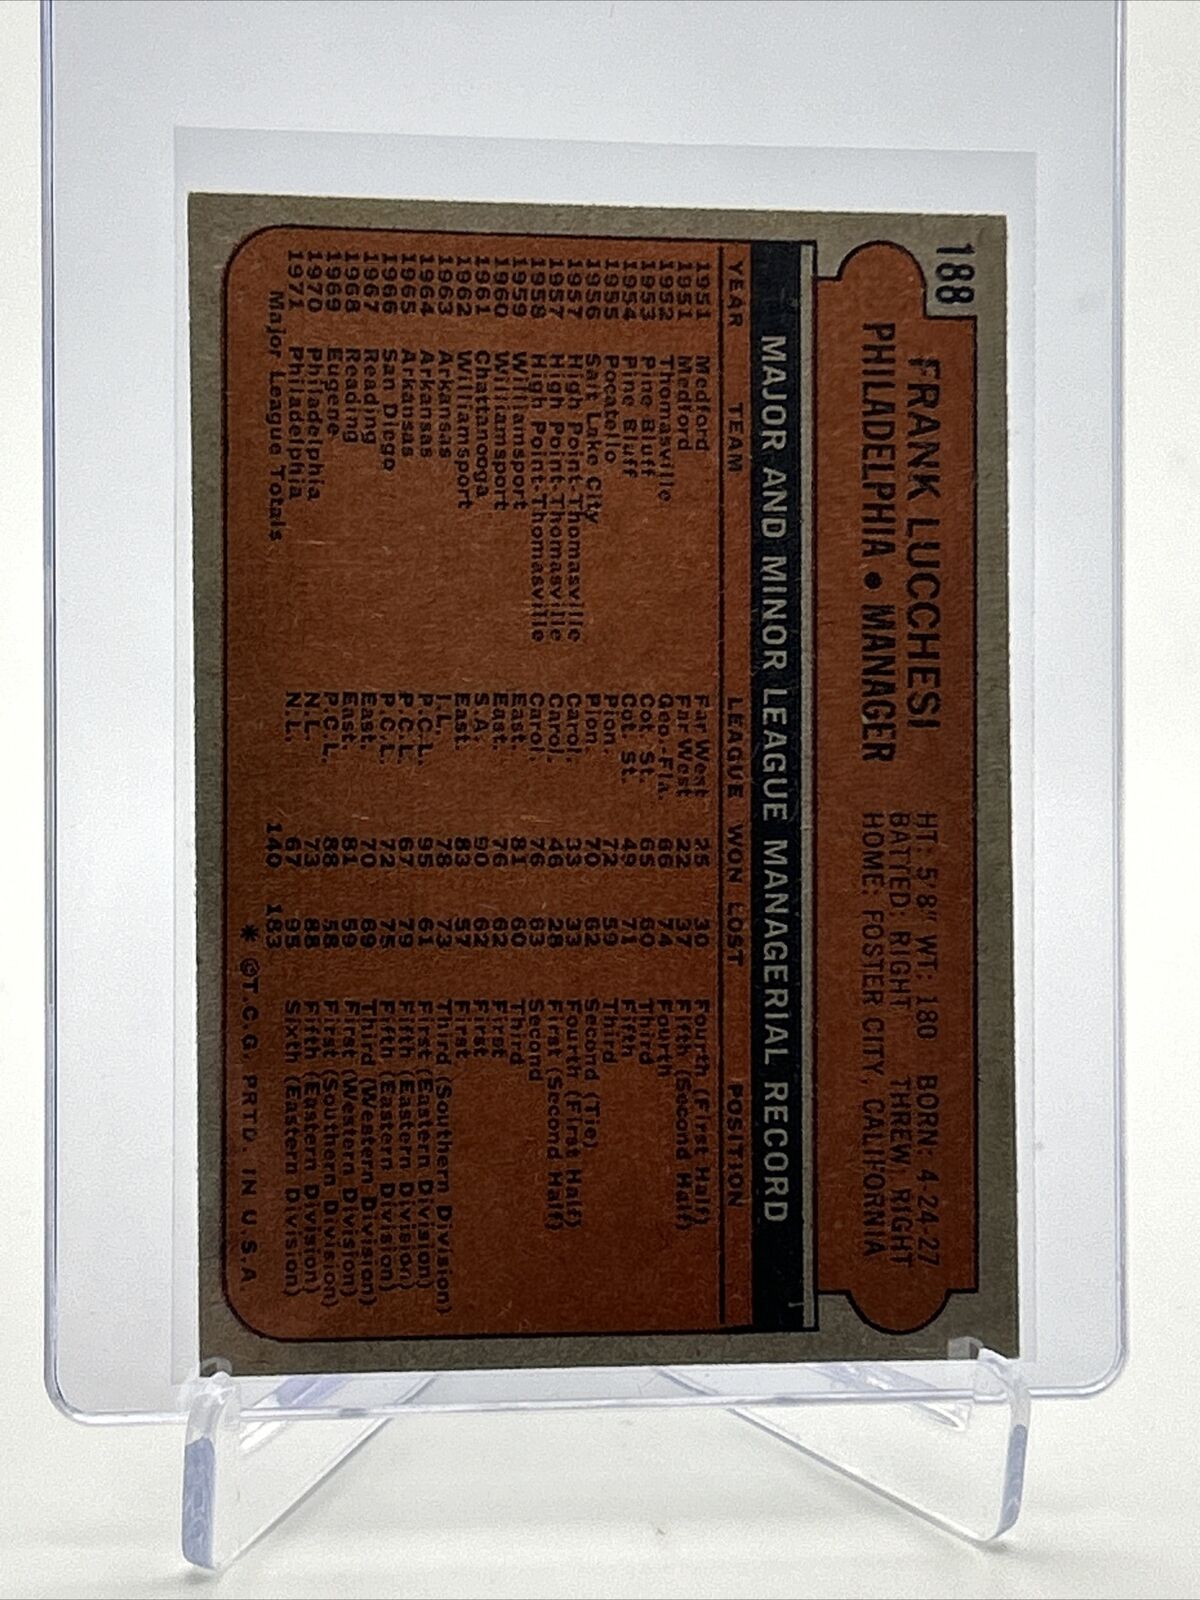 188
FRANK LUCCHESI
PHILADELPHIA • MANAGER
HT: 5'8" WT: 180 BORN: 4-24-27
BATTED: RIGHT THREW: RIGHT
HOME: FOSTER CITY, CALIFORNIA
MAJOR AND MINOR LEAGUE MANAGERIAL RECORD
YEAR TEAM LEAGUE WON LOST POSITION
1951 Medford Far West 25 30 Fourth (First Half)
1951 Medford Far West 22 37 Fifth (Second Half)
1952 Thomasville Geo.-Fla. 66 74 Fourth
1953 Pine Bluff Cot. St. 65 60 Third
1954 Pine Bluff Cot. St. 49 71 Fifth
1955 Pocatello Pion. 72 59 Third
1956 Salt Lake City Pion. 70 62 Second (Tie)
1957 High Point-Thomasville Carol. 33 33 Fourth (First Half)
1957 High Point-Thomasville Carol. 46 28 First (Second Half)
1958 High Point-Thomasville Carol. 76 63 Second
1959 Williamsport East. 81 60 Third
1960 Williamsport East. 76 62 First
1961 Chattanooga S.A. 90 62 First
1962 Williamsport East. 83 57 First
1963 Arkansas I.L. 78 73 Third (Southern Division)
1964 Arkansas P.C.L. 95 61 First (Eastern Division)
1965 Arkansas P.C.L. 67 79 Fifth (Eastern Division)
1966 San Diego P.C.L. 72 75 Fifth (Eastern Division)
1967 Reading East. 70 69 Third (Western Division)
1968 Reading East. 81 59 First (Western Division)
1969 Eugene P.C.L. 88 58 First (Southern Division)
1970 Philadelphia N.L. 73 88 Fifth (Eastern Division)
1971 Philadelphia N.L. 67 95 Sixth (Eastern Division)
Major League Totals 140 183
* ©T.C.G. PRTD. IN U.S.A.